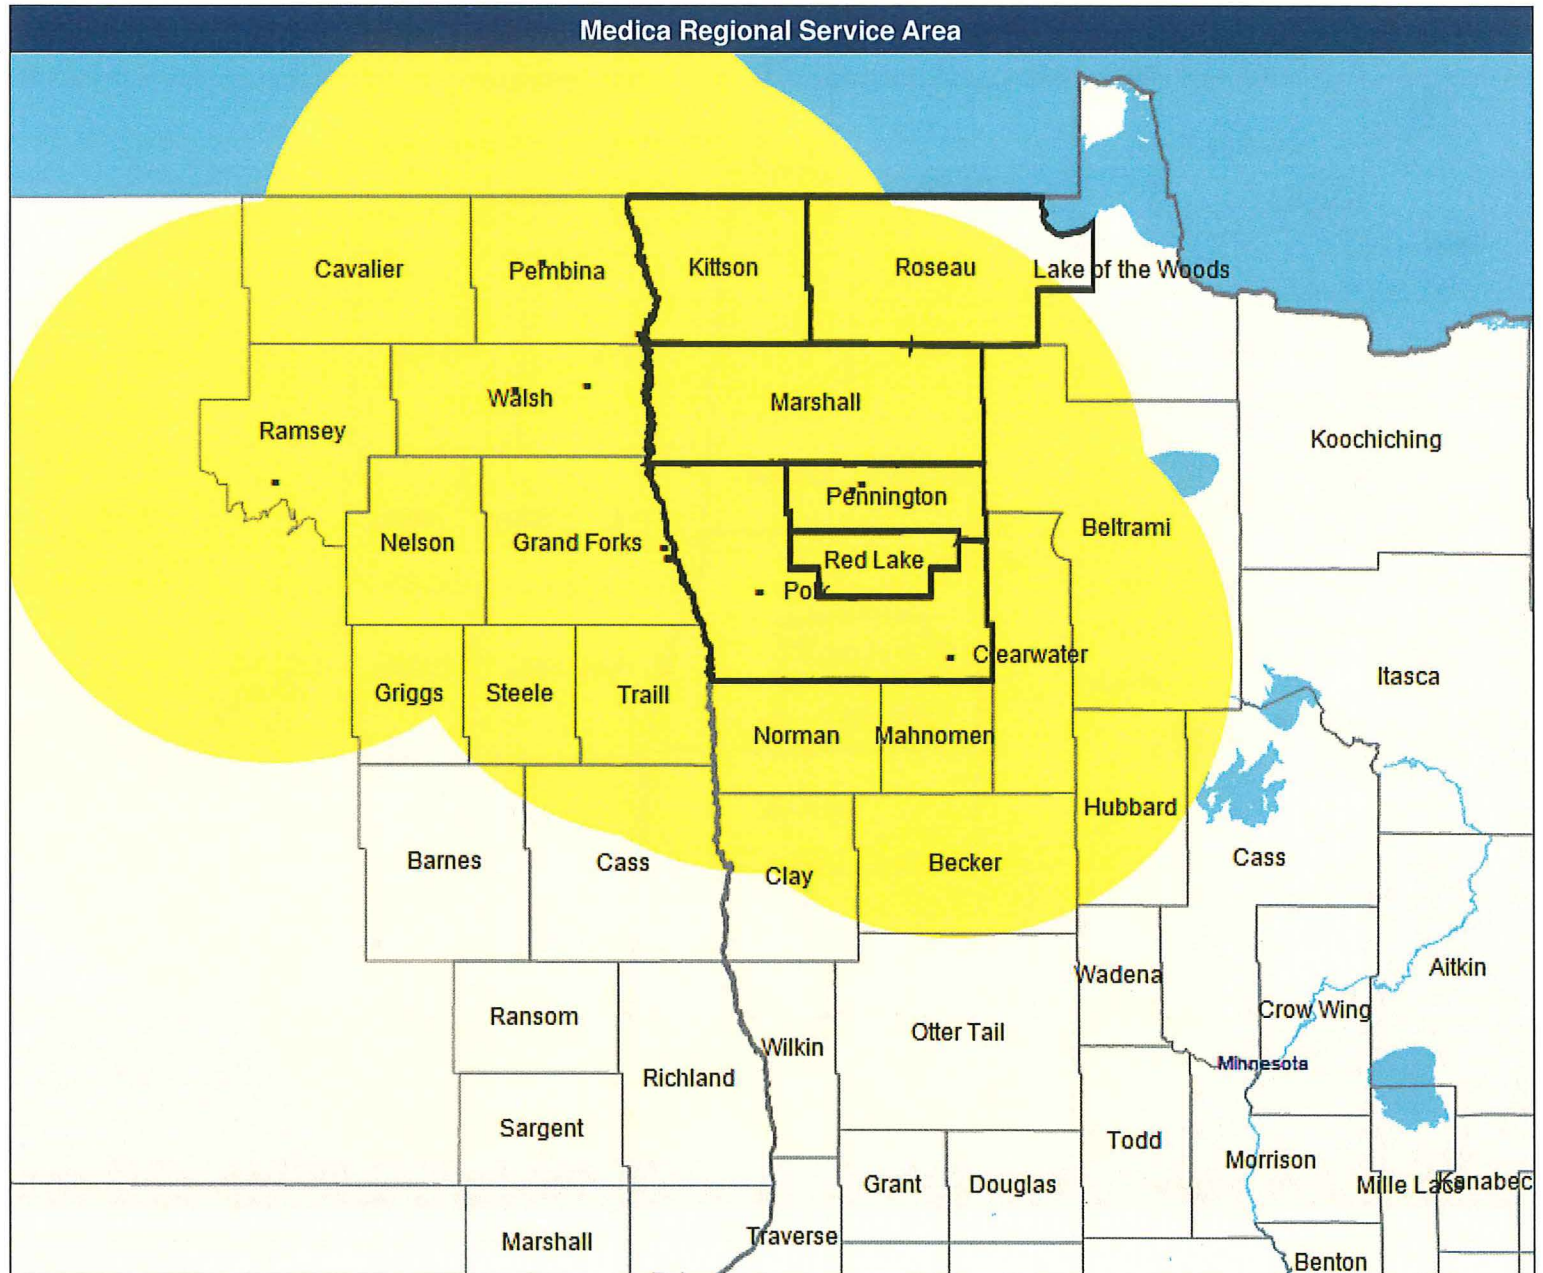 Medica Regional Service Area
Cavalier
Pembina
Kittson
Roseau
Lake of the Woods
Walsh
Marshall
Ramsey
Koochiching
Pennington
Nelson
Grand Forks
Beltrami
Red Lake
Polk
Clearwater
Griggs
Steele
Traill
Itasca
Norman
Mahnomen
Hubbard
Barnes
Cass
Clay
Becker
Cass
Wadena
Aitkin
Ransom
Crow Wing
Otter Tail
Wilkin
Minnesota
Richland
Sargent
Todd
Morrison
Grant
Douglas
Mille Lacs
Kanabec
Marshall
Traverse
Benton